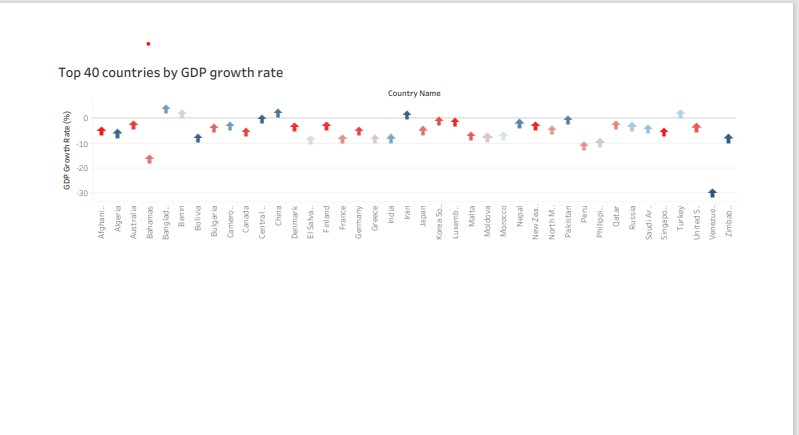 Top 40 countries by GDP growth rate
Country Name
GDP Growth Rate (%)
0
-10
-20
-30
Afghani..
Algeria
Australia
Bahamas
Banglad..
Benin
Bolivia
Bulgaria
Camero..
Canada
Central ..
China
Denmark
El Salva..
Finland
France
Germany
Greece
India
Iran
Japan
Korea So..
Luxemb..
Malta
Moldova
Morocco
Nepal
New Zea..
North M..
Pakistan
Peru
Philippi..
Qatar
Russia
Saudi Ar..
Singapo..
Turkey
United S..
Venezue..
Zimbab..